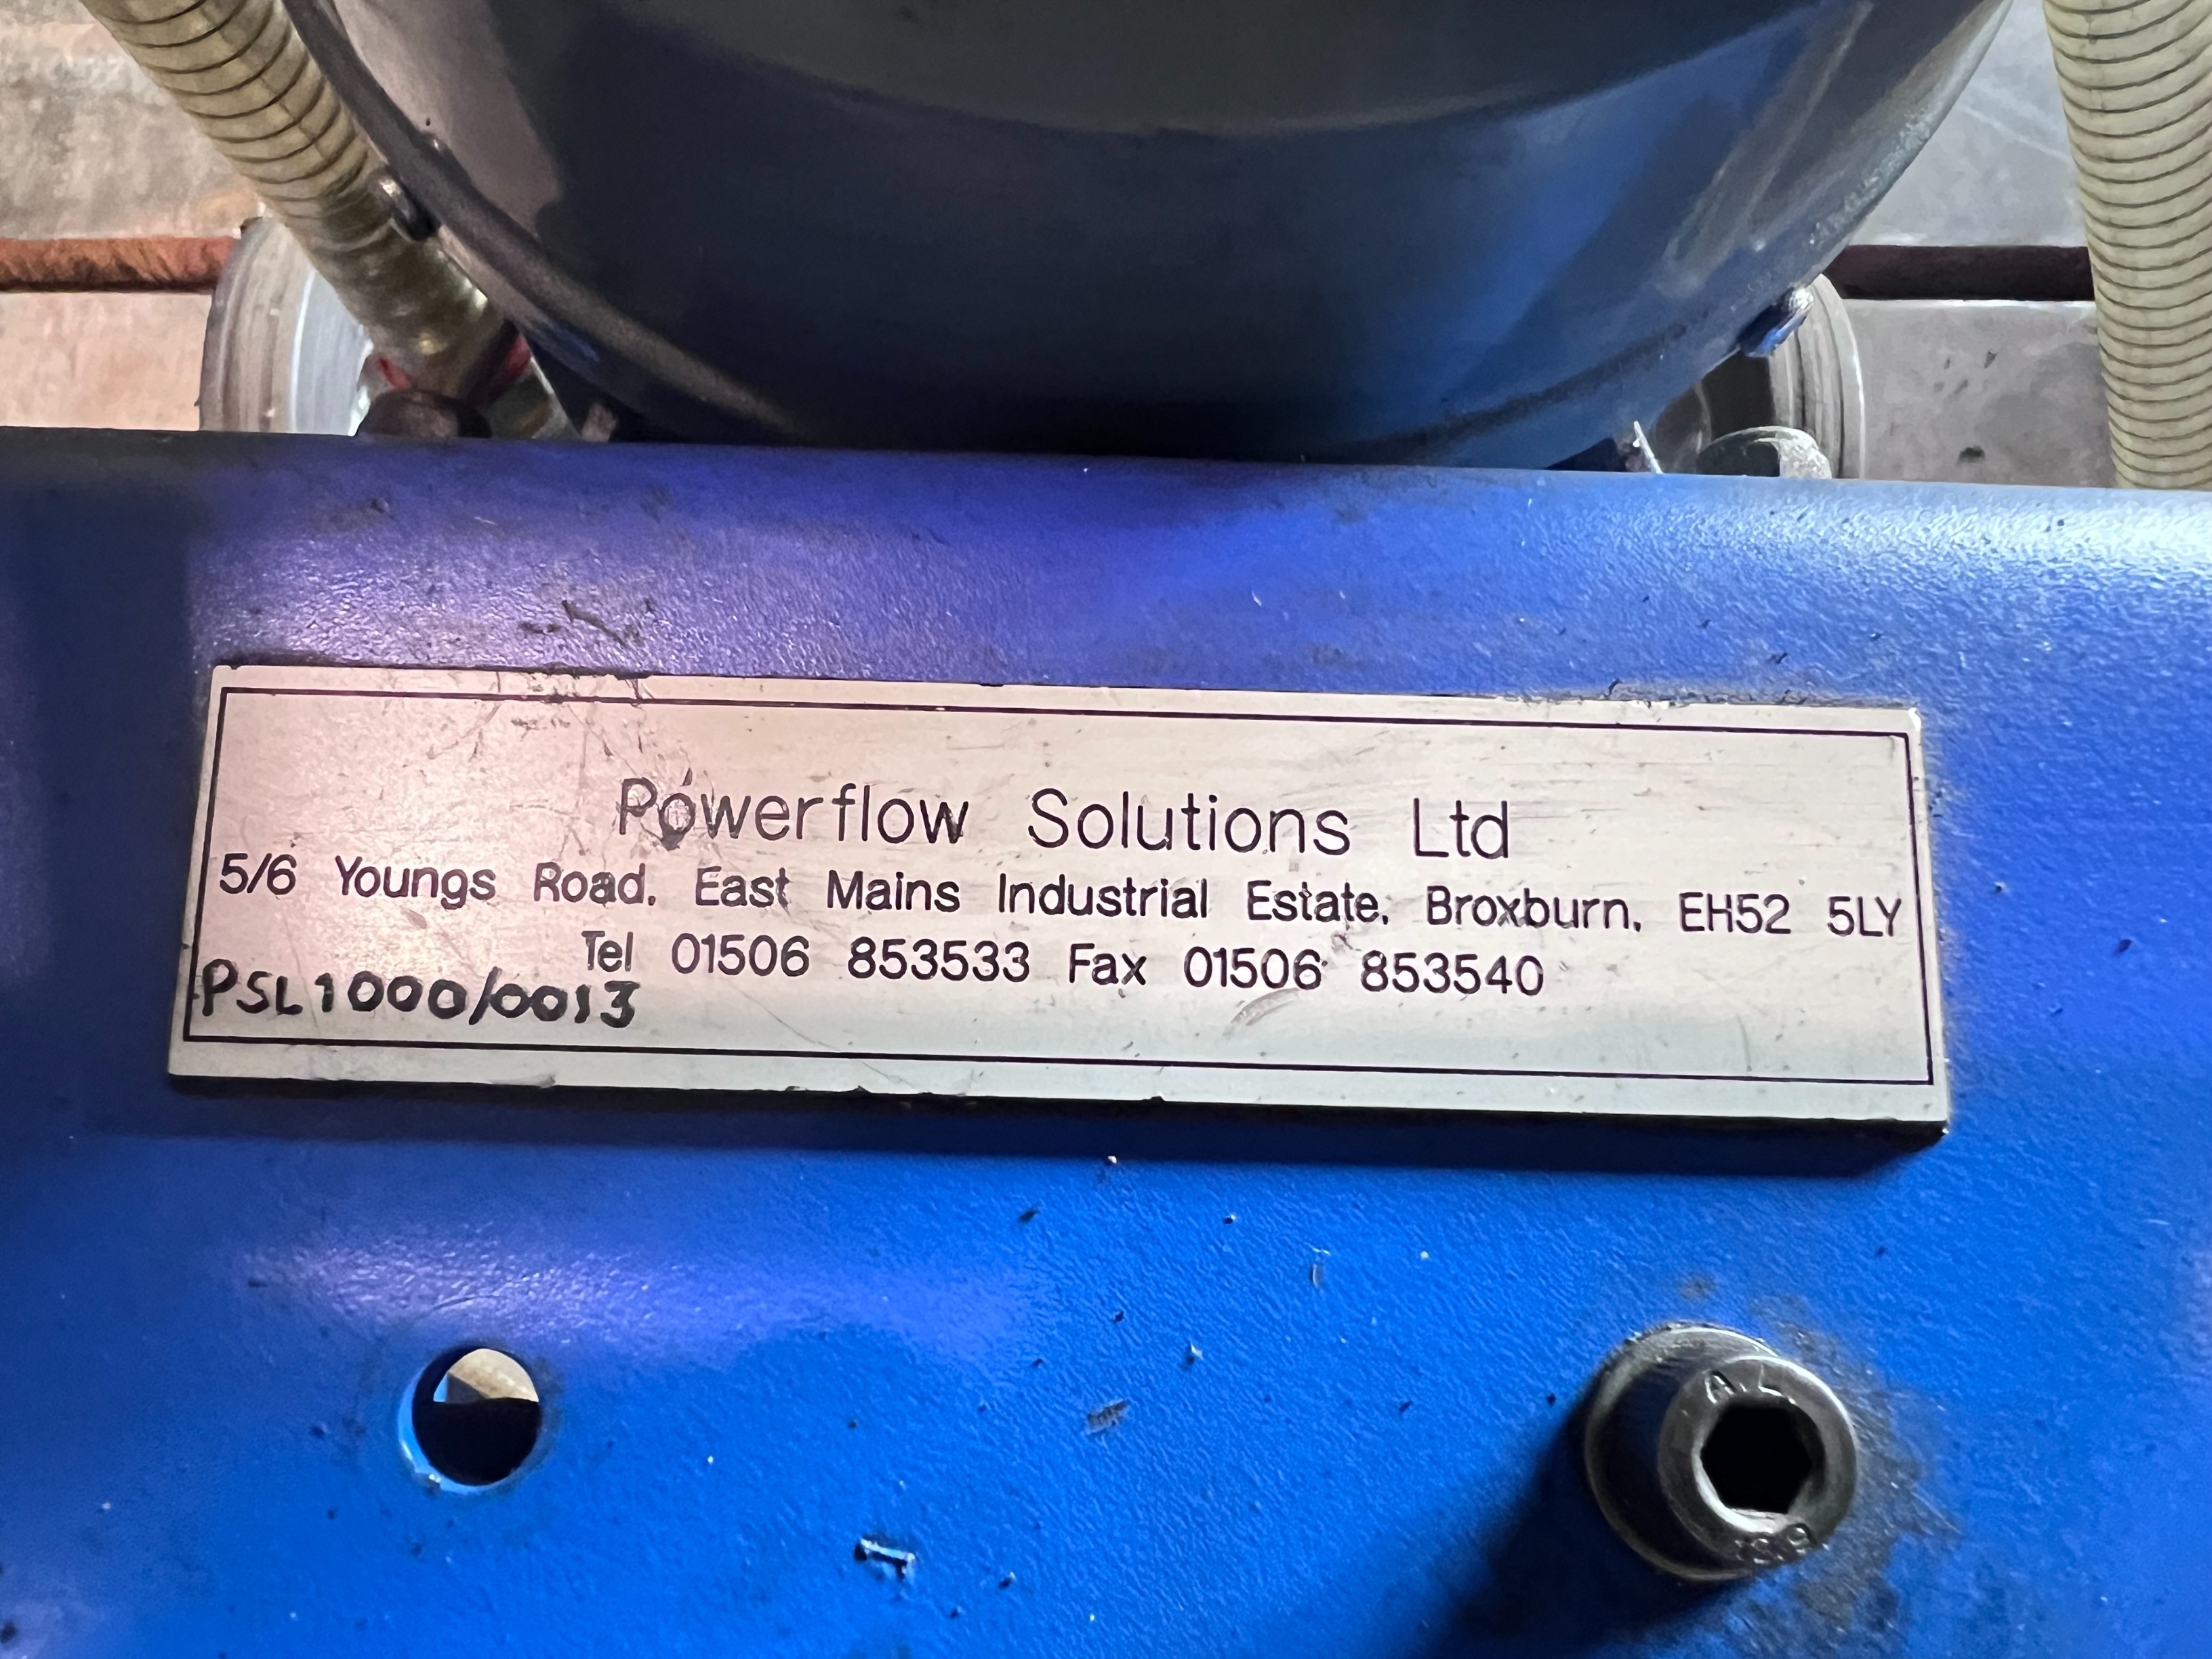 Powerflow Solutions Ltd
5/6 Youngs Road, East Mains Industrial Estate, Broxburn, EH52 5LY
Tel 01506 853533 Fax 01506 853540
PSL1000/0013
A.L